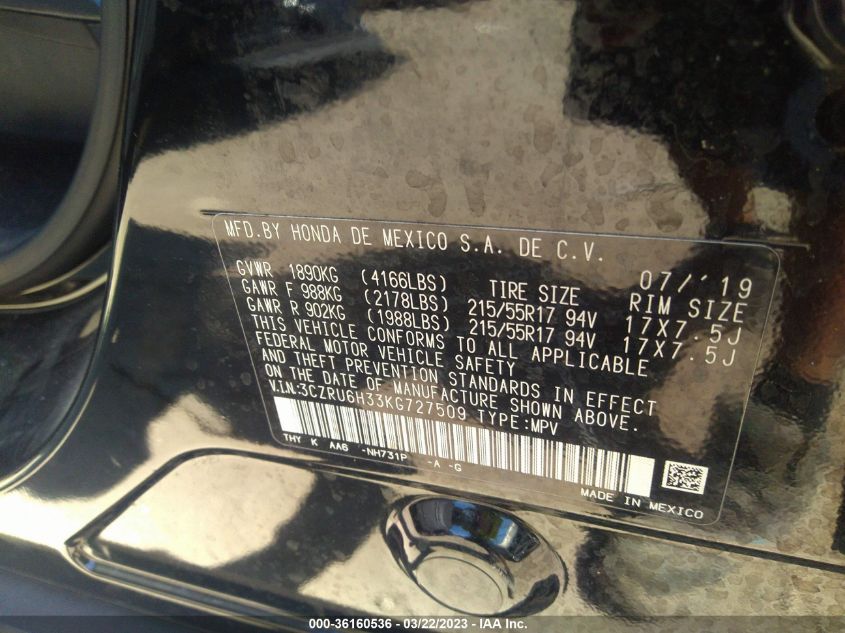 MFD.BY HONDA DE MEXICO S.A. DE C.V.
07/'19
GVWR 1890KG (4166LBS) TIRE SIZE RIM SIZE
GAWR F 988KG (2178LBS) 215/55R17 94V 17X7.5J
GAWR R 902KG (1988LBS) 215/55R17 94V 17X7.5J
THIS VEHICLE CONFORMS TO ALL APPLICABLE
FEDERAL MOTOR VEHICLE SAFETY
AND THEFT PREVENTION STANDARDS IN EFFECT
ON THE DATE OF MANUFACTURE SHOWN ABOVE.
V.I.N:3CZRU6H33KG727509 TYPE:MPV
THY K AA6 -NH731P -A -G
MADE IN MEXICO
000-36160536 - 03/22/2023 - IAA Inc.